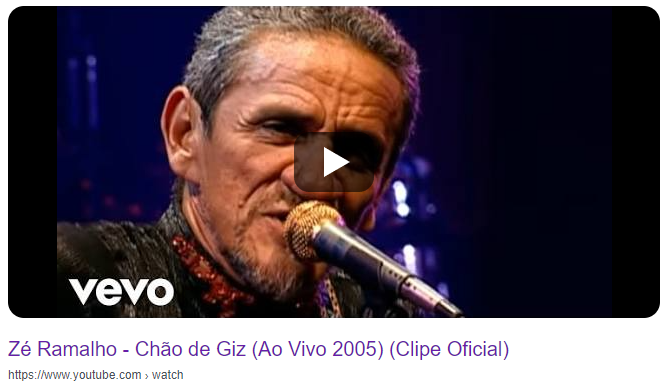 vevo
Zé Ramalho - Chão de Giz (Ao Vivo 2005) (Clipe Oficial)
https://www.youtube.com › watch